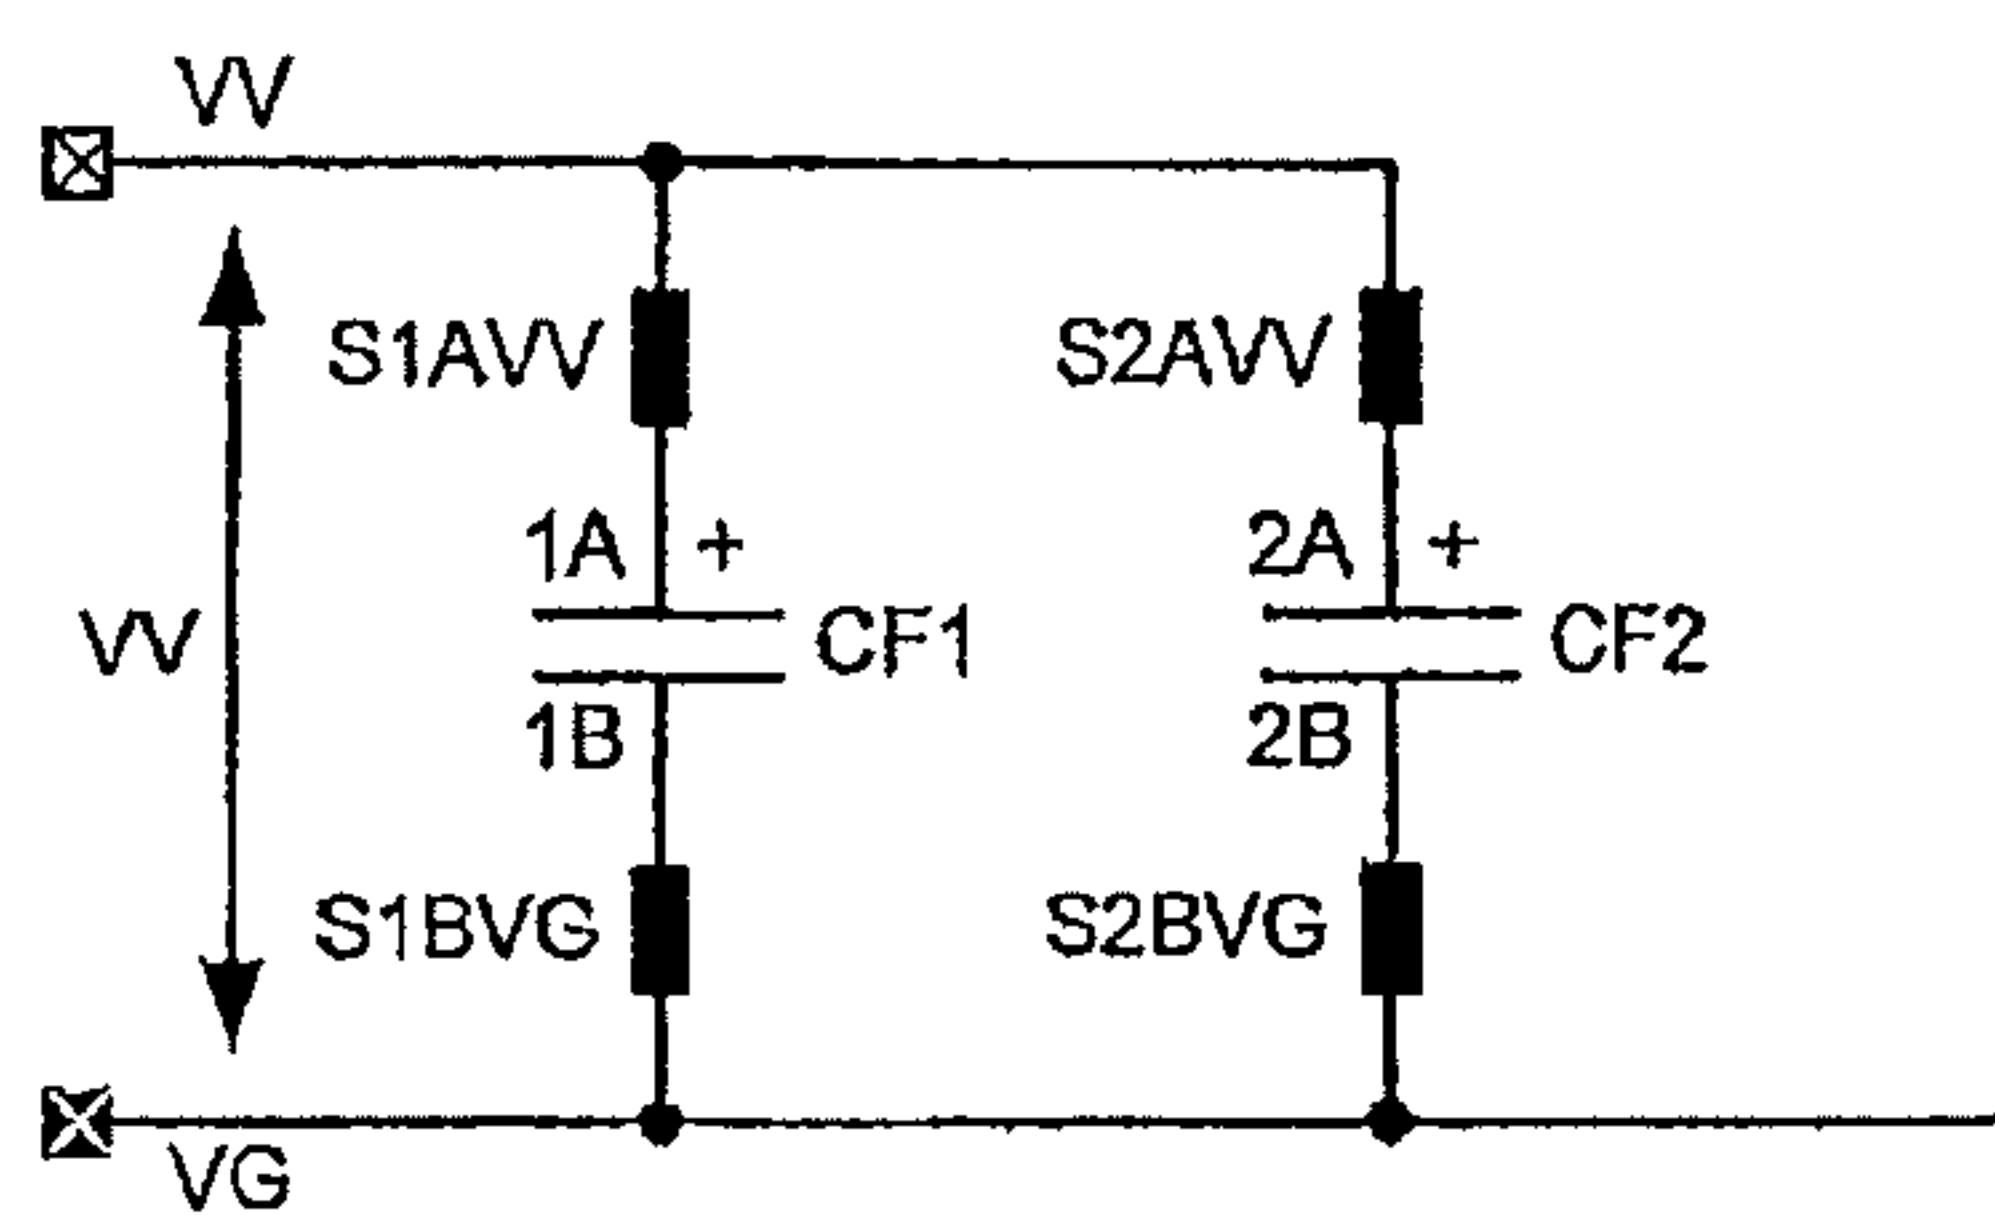 VV
S1AVV S2AVV
1A + 2A +
VV CF1 CF2
1B 2B
S1BVG S2BVG
VG